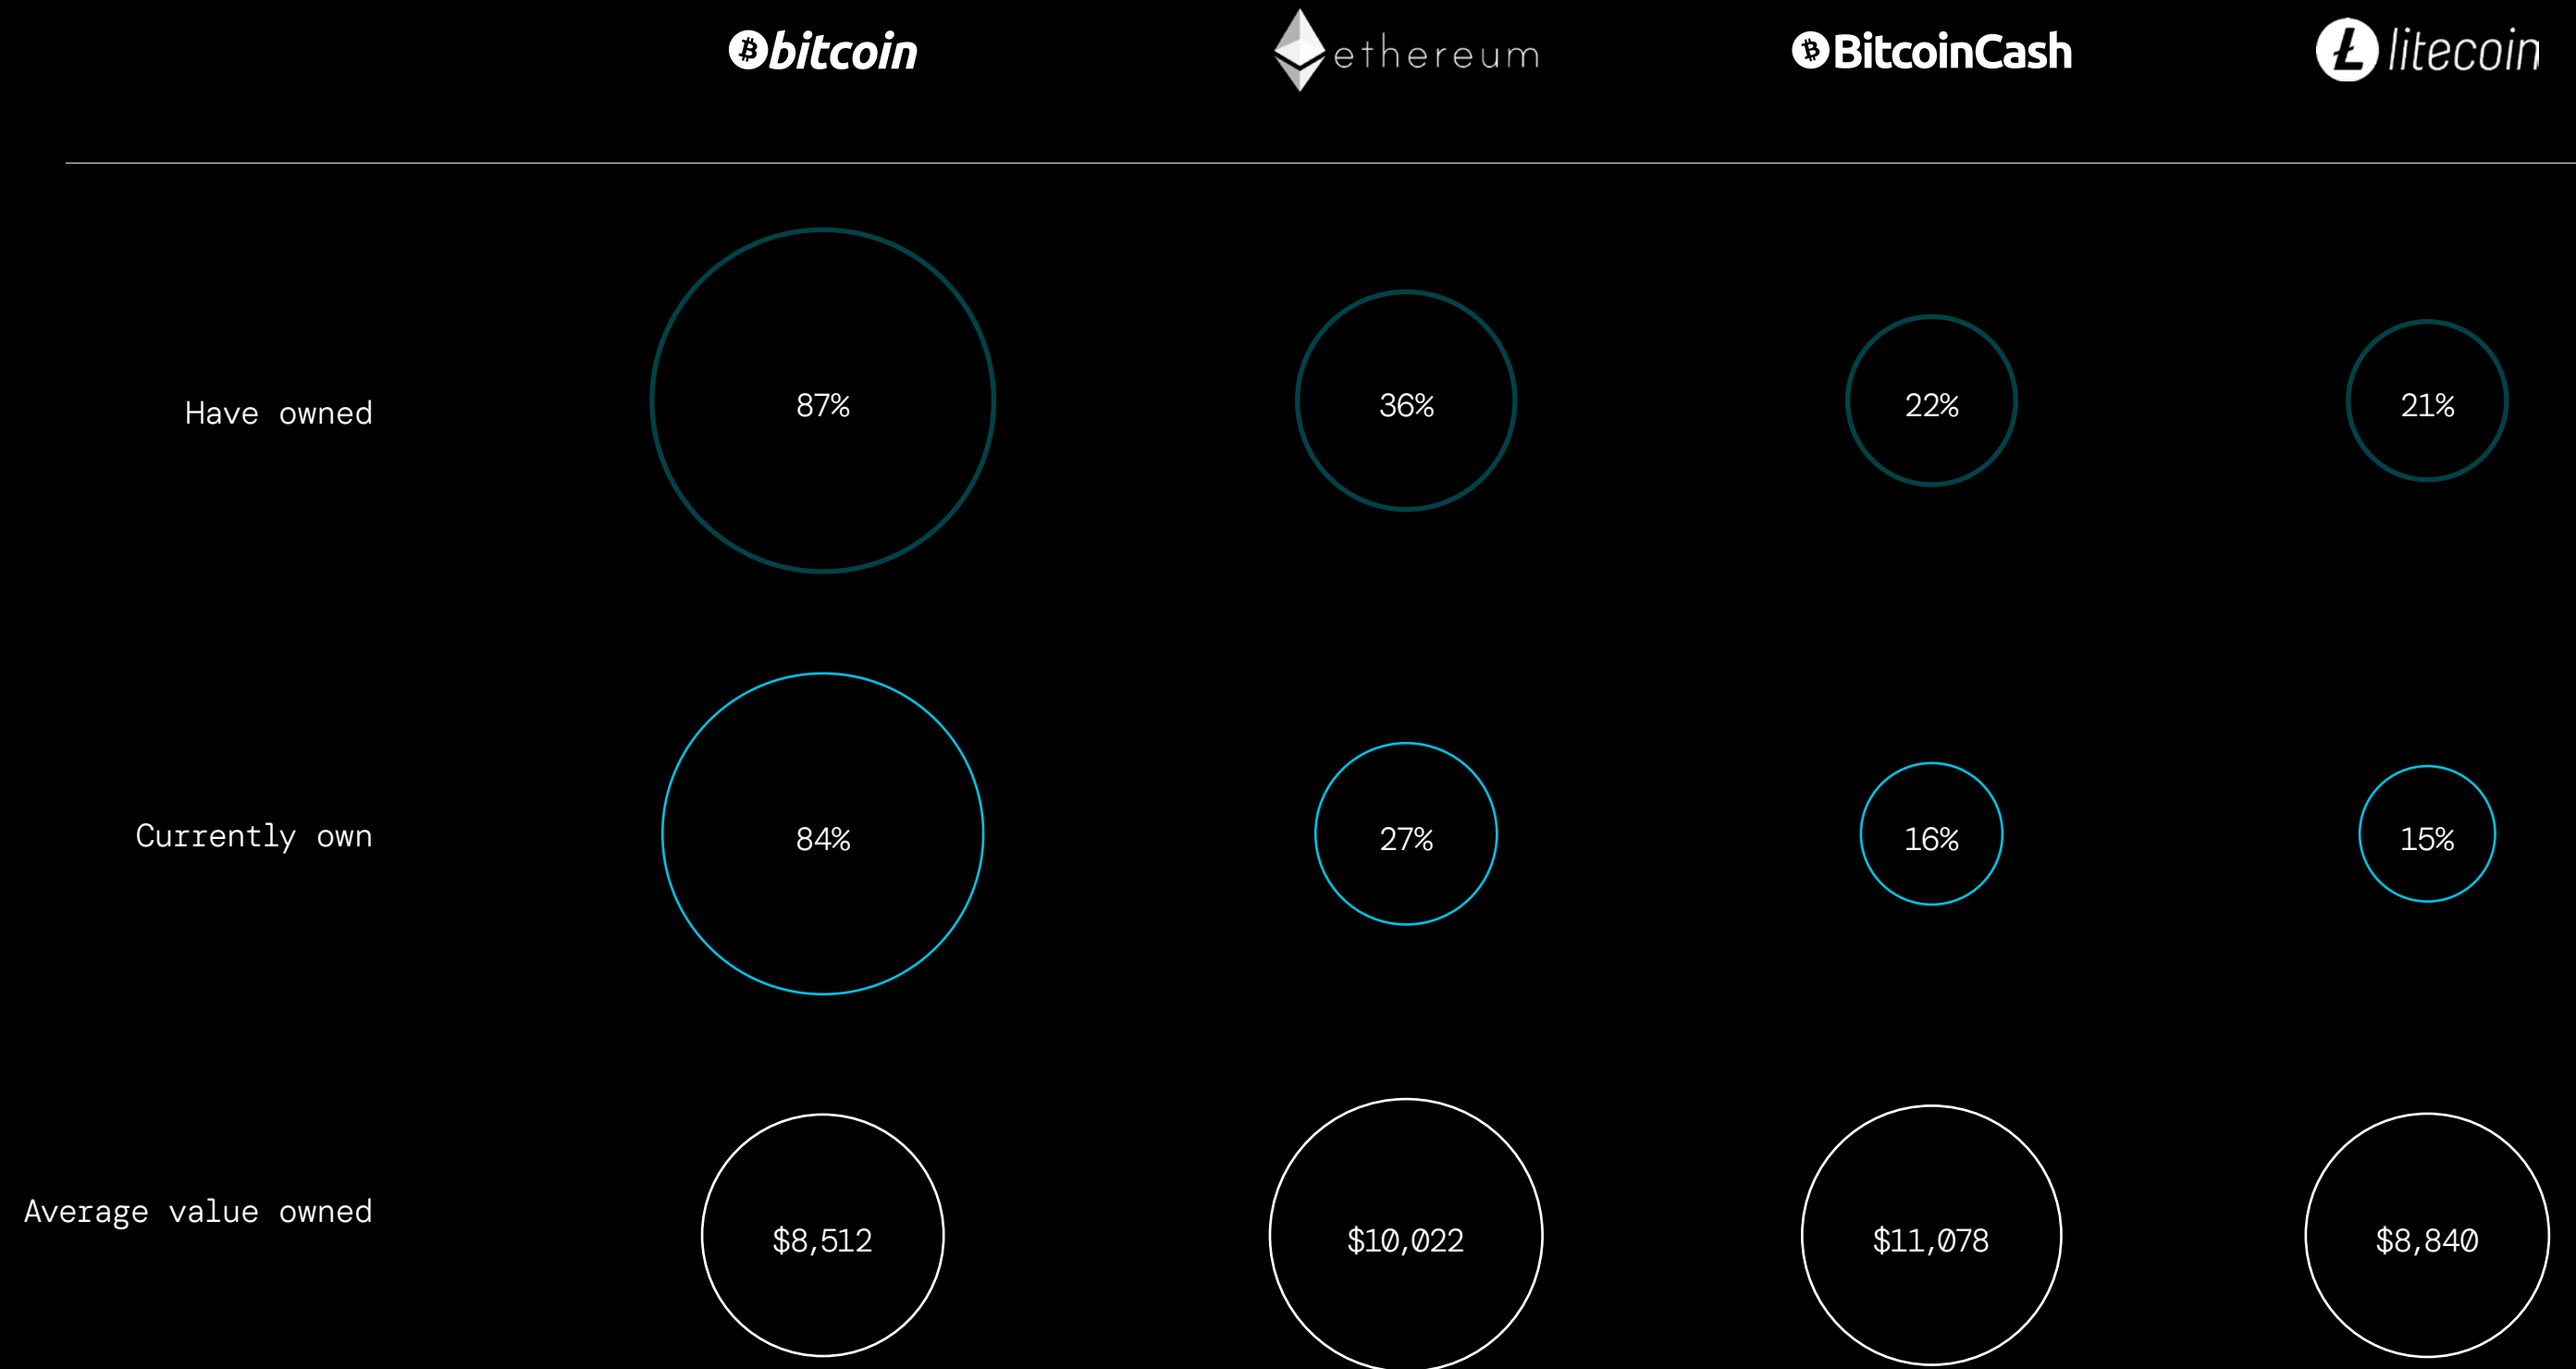 bitcoin
ethereum
BitcoinCash
litecoin
Have owned
87%
36%
22%
21%
Currently own
84%
27%
16%
15%
Average value owned
$8,512
$10,022
$11,078
$8,840